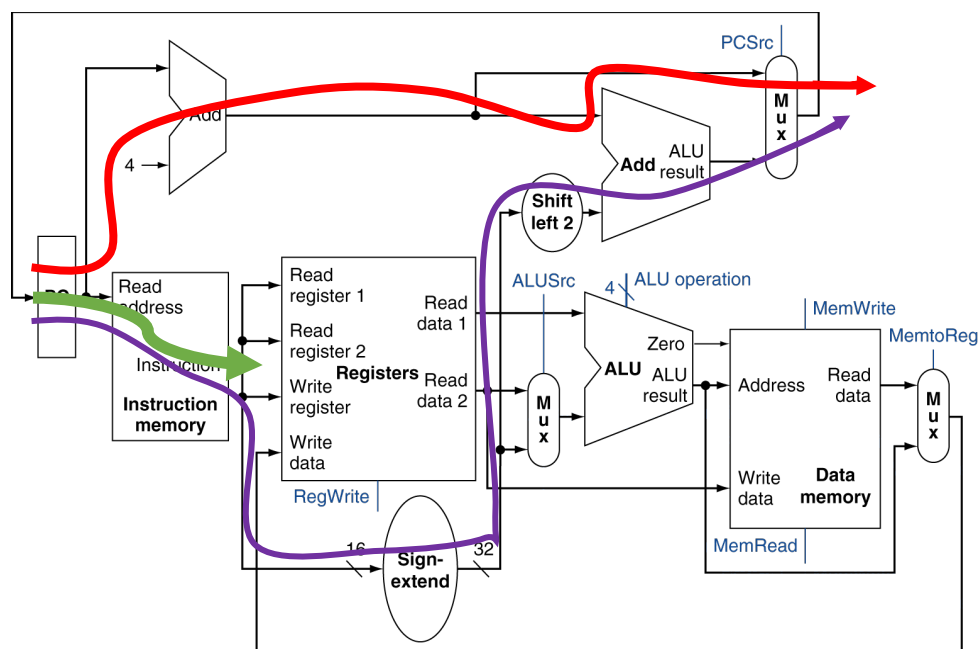 PCSrc
Add
4
M
u
x
Add
ALU
result
Shift
left 2
PC
Read
address
Instruction
Instruction
memory
Read
register 1
Read
register 2
Write
register
Write
data
Registers
Read
data 1
Read
data 2
RegWrite
16
Sign-
extend
32
ALUSrc
M
u
x
4
ALU operation
Zero
ALU
ALU
result
MemWrite
Address
Read
data
Write
data
Data
memory
MemRead
MemtoReg
M
u
x